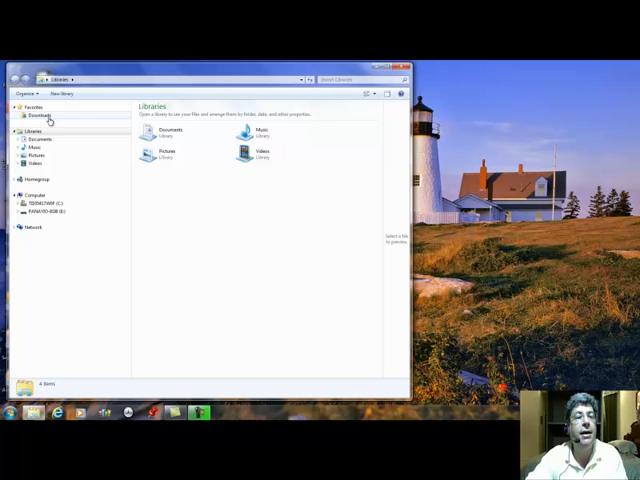 Libraries
Search Libraries
Organize
New library
Favorites
Downloads
Libraries
Documents
Music
Pictures
Videos
Homegroup
Computer
(C:)
(E:)
Network
Libraries
Open a library to see your files and arrange them by folder, date, and other properties.
Documents
Library
Music
Library
Pictures
Library
Videos
Library
Select a file
to preview.
4 items